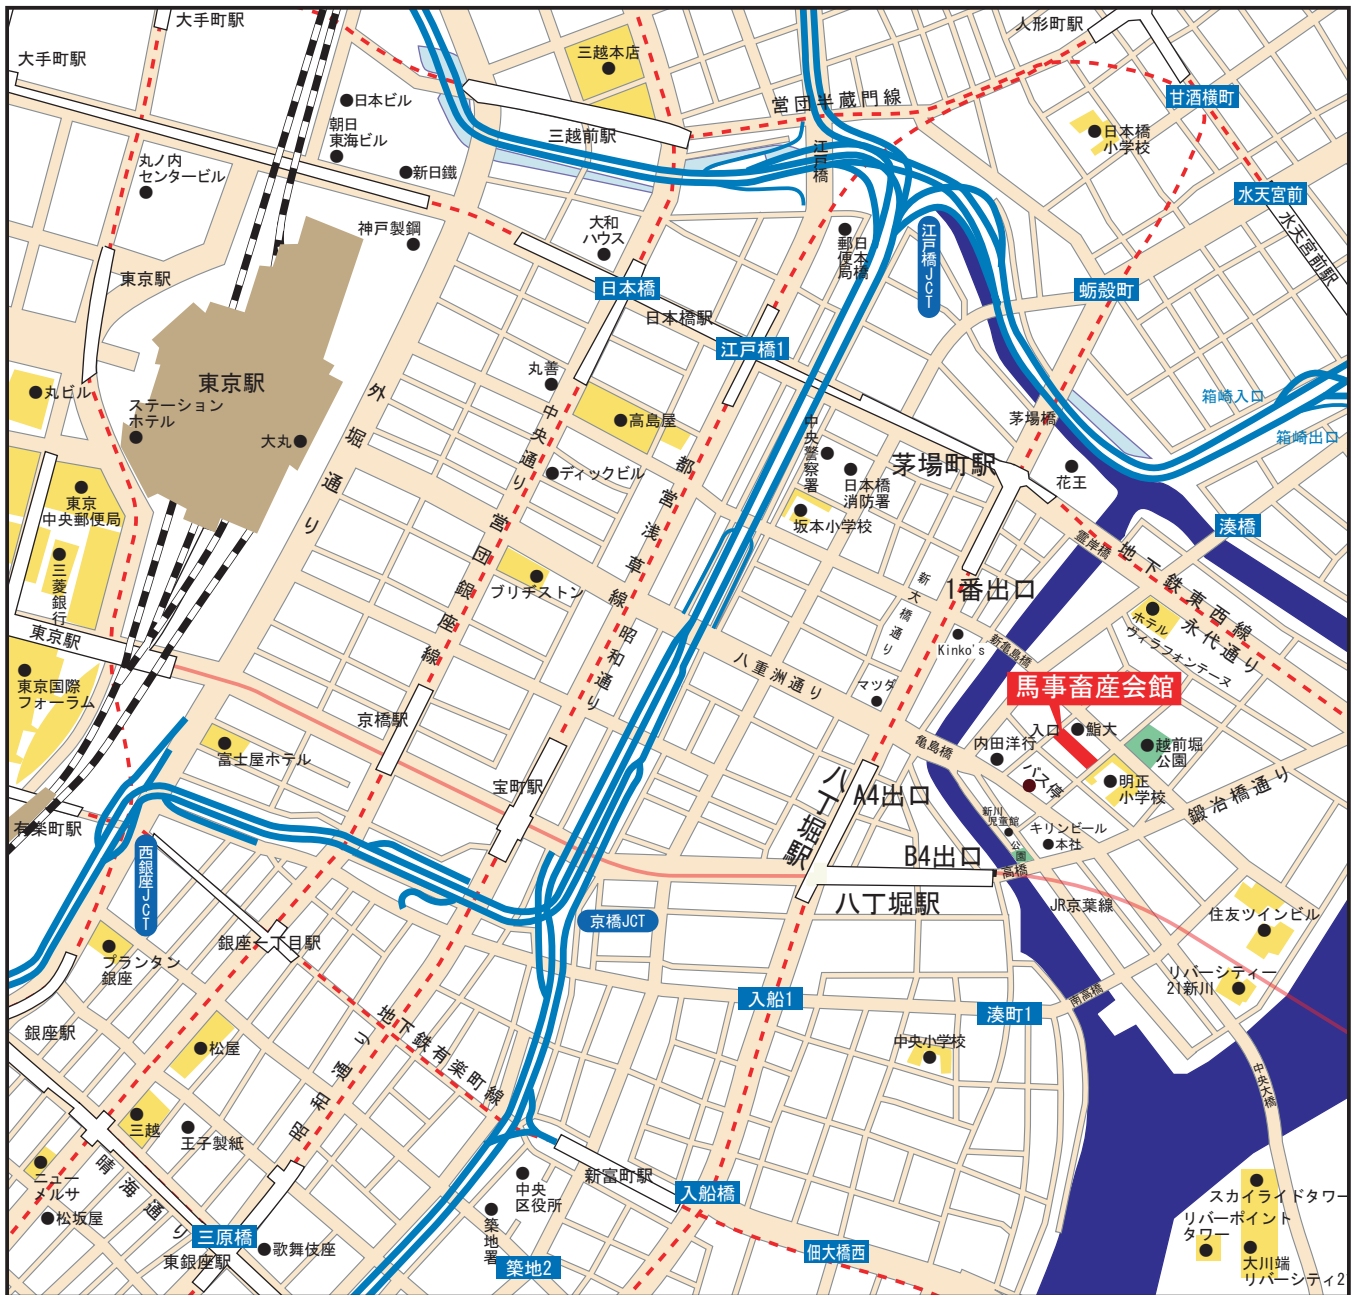 大手町駅
大手町駅
人形町駅
三越本店
日本ビル
朝日
東海ビル
三越前駅
営団半蔵門線
江戸橋
甘酒横町
日本橋
小学校
丸ノ内
センタービル
新日鐵
水天宮前
水天宮前駅
神戸製鋼
大和
ハウス
日本橋
郵便局
江戸橋JCT
東京駅
日本橋
蛎殻町
日本橋駅
江戸橋1
丸善
東京駅
丸ビル
ステーション
ホテル
大丸
外堀通り
中央通り
高島屋
都営浅草線
中央警察署
茅場橋
箱崎入口
箱崎出口
茅場町駅
花王
ディックビル
日本橋
消防署
坂本小学校
東京
中央郵便局
湊橋
霊岸橋
地下鉄東西線
営団銀座線
三菱銀行
ブリヂストン
新大橋通り
1番出口
ホテル
ヴィラフォンテーヌ
永代通り
東京駅
昭和通り
Kinko's
新亀島橋
八重洲通り
東京国際
フォーラム
マツダ
馬事畜産会館
京橋駅
入口
鮨大
亀島橋
内田洋行
越前堀
公園
富士屋ホテル
宝町駅
八丁堀駅
A4出口
バス停
明正
小学校
鍛冶橋通り
有楽町駅
新川
児童館
キリンビール
本社
公園
西銀座JCT
B4出口
高橋
八丁堀駅
JR京葉線
住友ツインビル
京橋JCT
銀座一丁目駅
プランタン
銀座
リバーシティー
21新川
南高橋
入船1
湊町1
銀座駅
地下鉄有楽町線
松屋
昭和通り
中央小学校
中央大橋
三越
王子製紙
晴海通り
ニュー
メルサ
新富町駅
中央
区役所
入船橋
スカイライドタワー
松坂屋
築地署
リバーポイント
タワー
三原橋
歌舞伎座
佃大橋西
東銀座駅
築地2
大川端
リバーシティ2